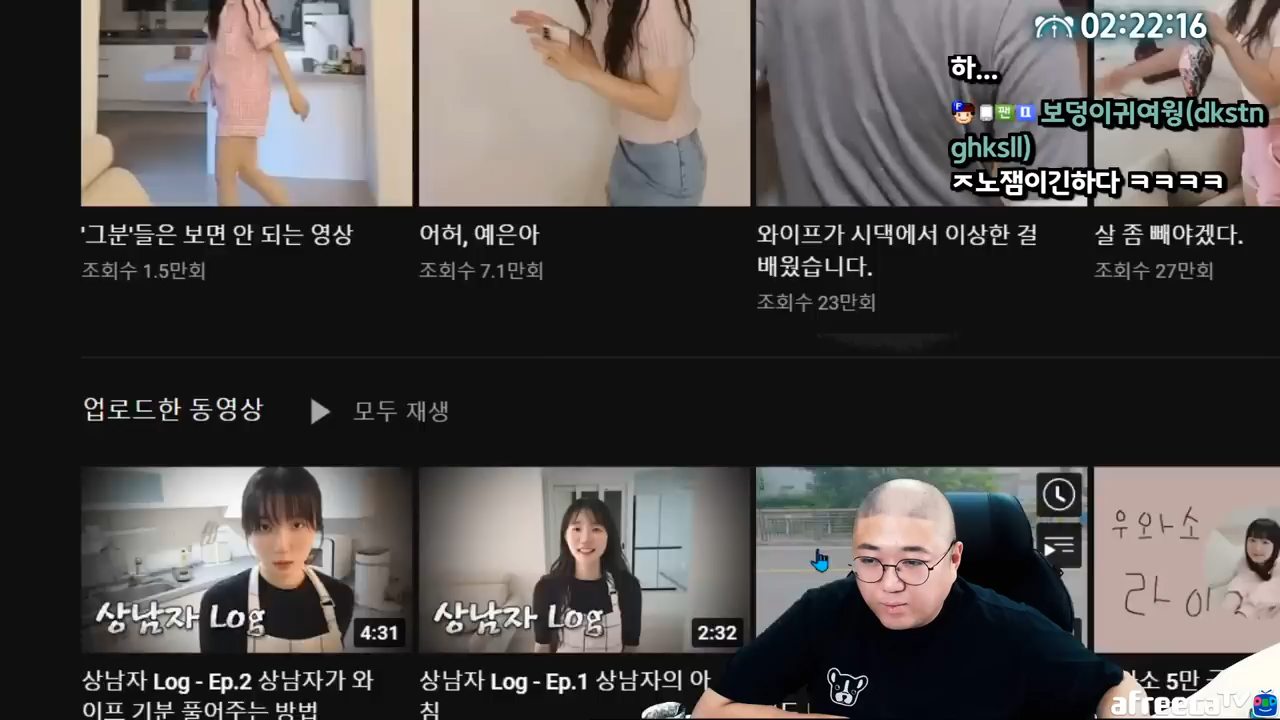 02:22:16
하...
보덩이귀여웡(dkstn
ghksll)
ㅈ노잼이긴하다 ㅋㅋㅋㅋ
'그분'들은 보면 안 되는 영상
조회수 1.5만회
어허, 예은아
조회수 7.1만회
와이프가 시댁에서 이상한 걸
배웠습니다.
조회수 23만회
살 좀 빼야겠다.
조회수 27만회
업로드한 동영상
모두 재생
상남자 Log
4:31
상남자 Log
2:32
우와소
라이
상남자 Log - Ep.2 상남자가 와
이프 기분 풀어주는 방법
상남자 Log - Ep.1 상남자의 아
침
소 5만
afreecaTV